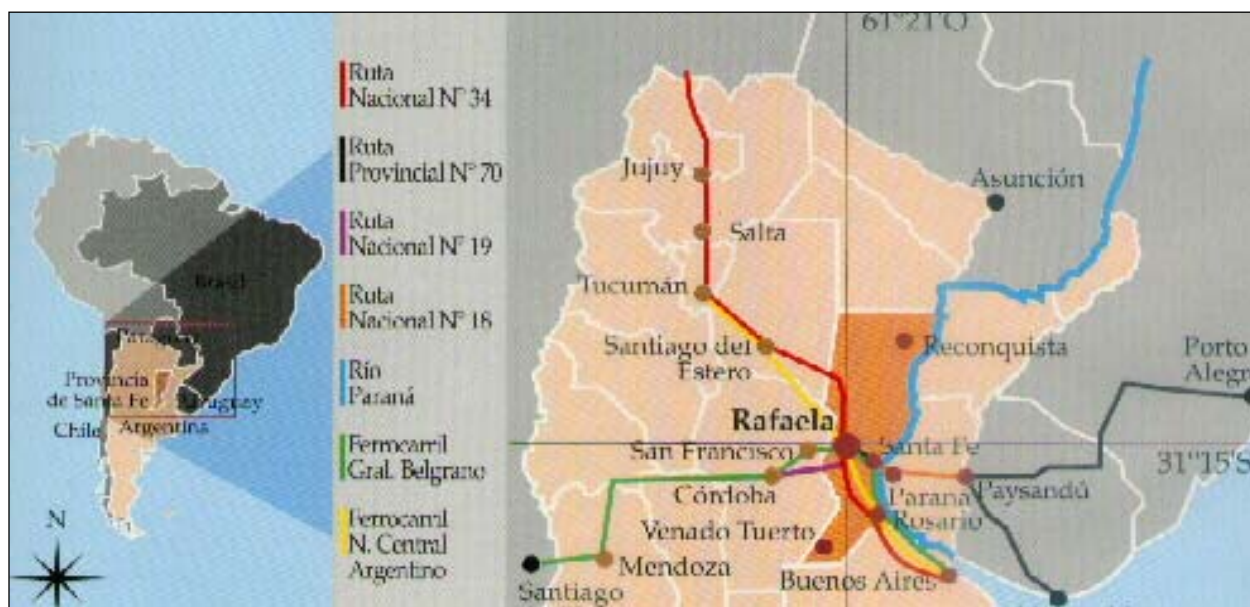 Brasil
Paraguay
Provincia
de Santa Fe
Uruguay
Chile
Argentina
N
Ruta
Nacional N° 34
Ruta
Provincial N° 70
Ruta
Nacional N° 19
Ruta
Nacional N° 18
Río
Paraná
Ferrocarril
Gral. Belgrano
Ferrocarril
N. Central
Argentino
61°21'O
Jujuy
Asunción
Salta
Tucumán
Santiago del
Estero
Reconquista
Porto
Alegr
Rafaela
San Francisco
Santa Fe
31°15'S
Córdoba
Paraná
Paysandú
Venado Tuerto
Rosario
Mendoza
Buenos Aires
Santiago